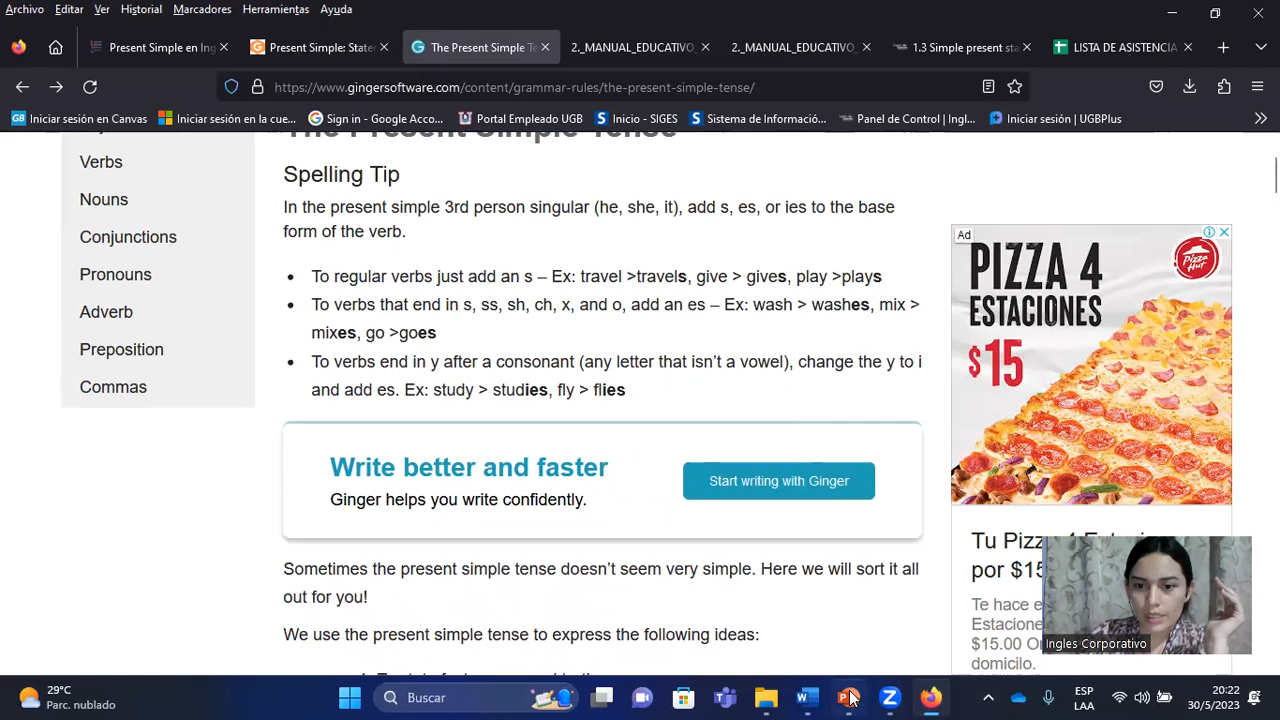 Archivo Editar Ver Historial Marcadores Herramientas Ayuda
Present Simple en Ing
Present Simple: Stater
The Present Simple Te
2._MANUAL_EDUCATIVO_
2._MANUAL_EDUCATIVO_
1.3 Simple present sta
LISTA DE ASISTENCIA
https://www.gingersoftware.com/content/grammar-rules/the-present-simple-tense/
Iniciar sesión en Canvas
Iniciar sesión en la cue...
Sign in - Google Acco...
Portal Empleado UGB
Inicio - SIGES
Sistema de Informació...
Panel de Control | Ingl...
Iniciar sesión | UGBPlus
The Present Simple Tense
Verbs
Nouns
Conjunctions
Pronouns
Adverb
Preposition
Commas
Spelling Tip
In the present simple 3rd person singular (he, she, it), add s, es, or ies to the base
form of the verb.
• To regular verbs just add an s – Ex: travel >travels, give > gives, play >plays
• To verbs that end in s, ss, sh, ch, x, and o, add an es – Ex: wash > washes, mix >
mixes, go >goes
• To verbs end in y after a consonant (any letter that isn’t a vowel), change the y to i
and add es. Ex: study > studies, fly > flies
Write better and faster
Ginger helps you write confidently.
Start writing with Ginger
Sometimes the present simple tense doesn’t seem very simple. Here we will sort it all
out for you!
We use the present simple tense to express the following ideas:
Ad
PIZZA 4
ESTACIONES
$15
Pizza Hut
Tu Pizza 4 Estaci
por $15
Te hace e
Estacione
$15.00 O
domicilo.
Ingles Corporativo
29°C
Parc. nublado
Buscar
ESP
LAA
20:22
30/5/2023